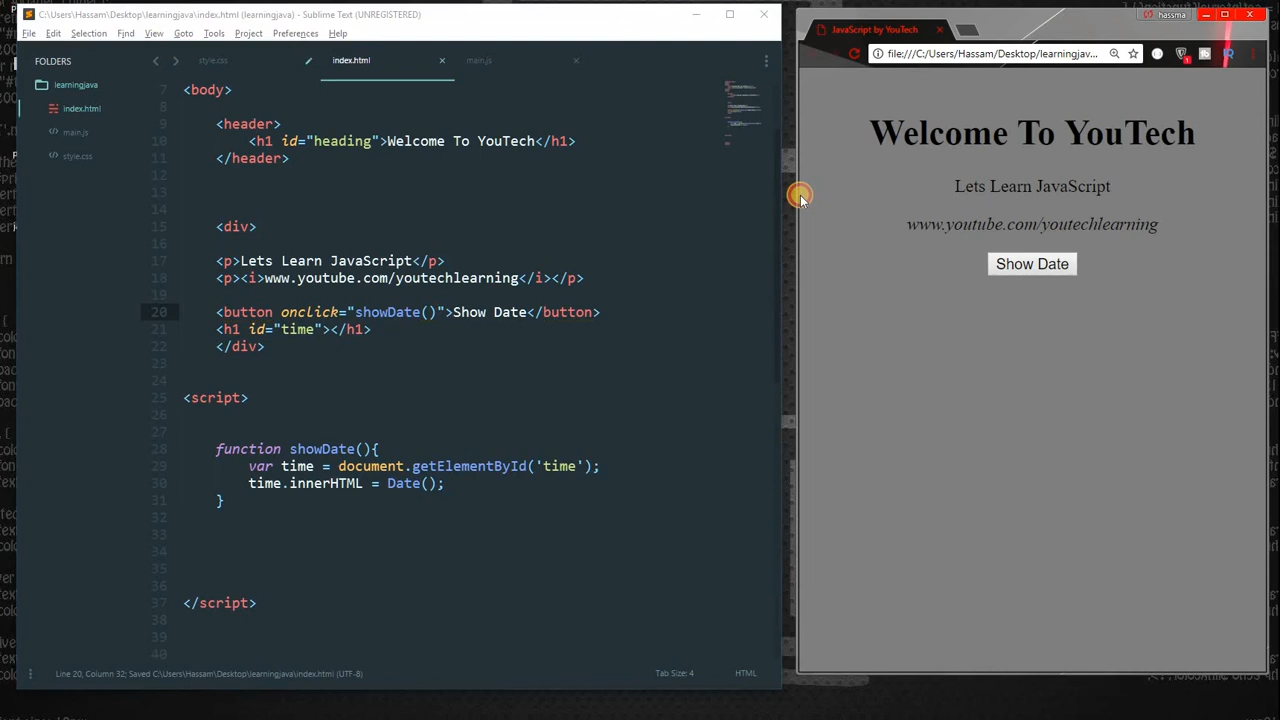 C:\Users\Hassam\Desktop\learningjava\index.html (learningjava) - Sublime Text (UNREGISTERED)
File Edit Selection Find View Goto Tools Project Preferences Help
FOLDERS
learningjava
index.html
main.js
style.css
style.css index.html main.js
7 <body>
8
9 <header>
10 <h1 id="heading">Welcome To YouTech</h1>
11 </header>
12
13
14
15 <div>
16
17 <p>Lets Learn JavaScript</p>
18 <p><i>www.youtube.com/youtechlearning</i></p>
19
20 <button onclick="showDate()">Show Date</button>
21 <h1 id="time"></h1>
22 </div>
23
24
25 <script>
26
27
28 function showDate(){
29 var time = document.getElementById('time');
30 time.innerHTML = Date();
31 }
32
33
34
35
36
37 </script>
38
39
40
Line 20, Column 32; Saved C:\Users\Hassam\Desktop\learningjava\index.html (UTF-8)
Tab Size: 4
HTML
hassma
JavaScript by YouTech
file:///C:/Users/Hassam/Desktop/learningjav...
1
Welcome To YouTech
Lets Learn JavaScript
www.youtube.com/youtechlearning
Show Date